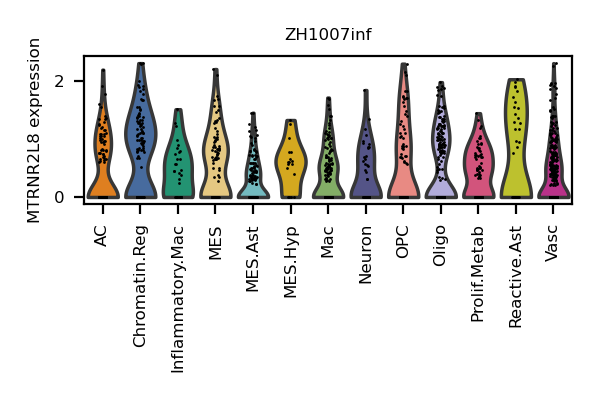 ZH1007inf
MTRNR2L8 expression
2
0
AC
Chromatin.Reg
Inflammatory.Mac
MES
MES.Ast
MES.Hyp
Mac
Neuron
OPC
Oligo
Prolif.Metab
Reactive.Ast
Vasc